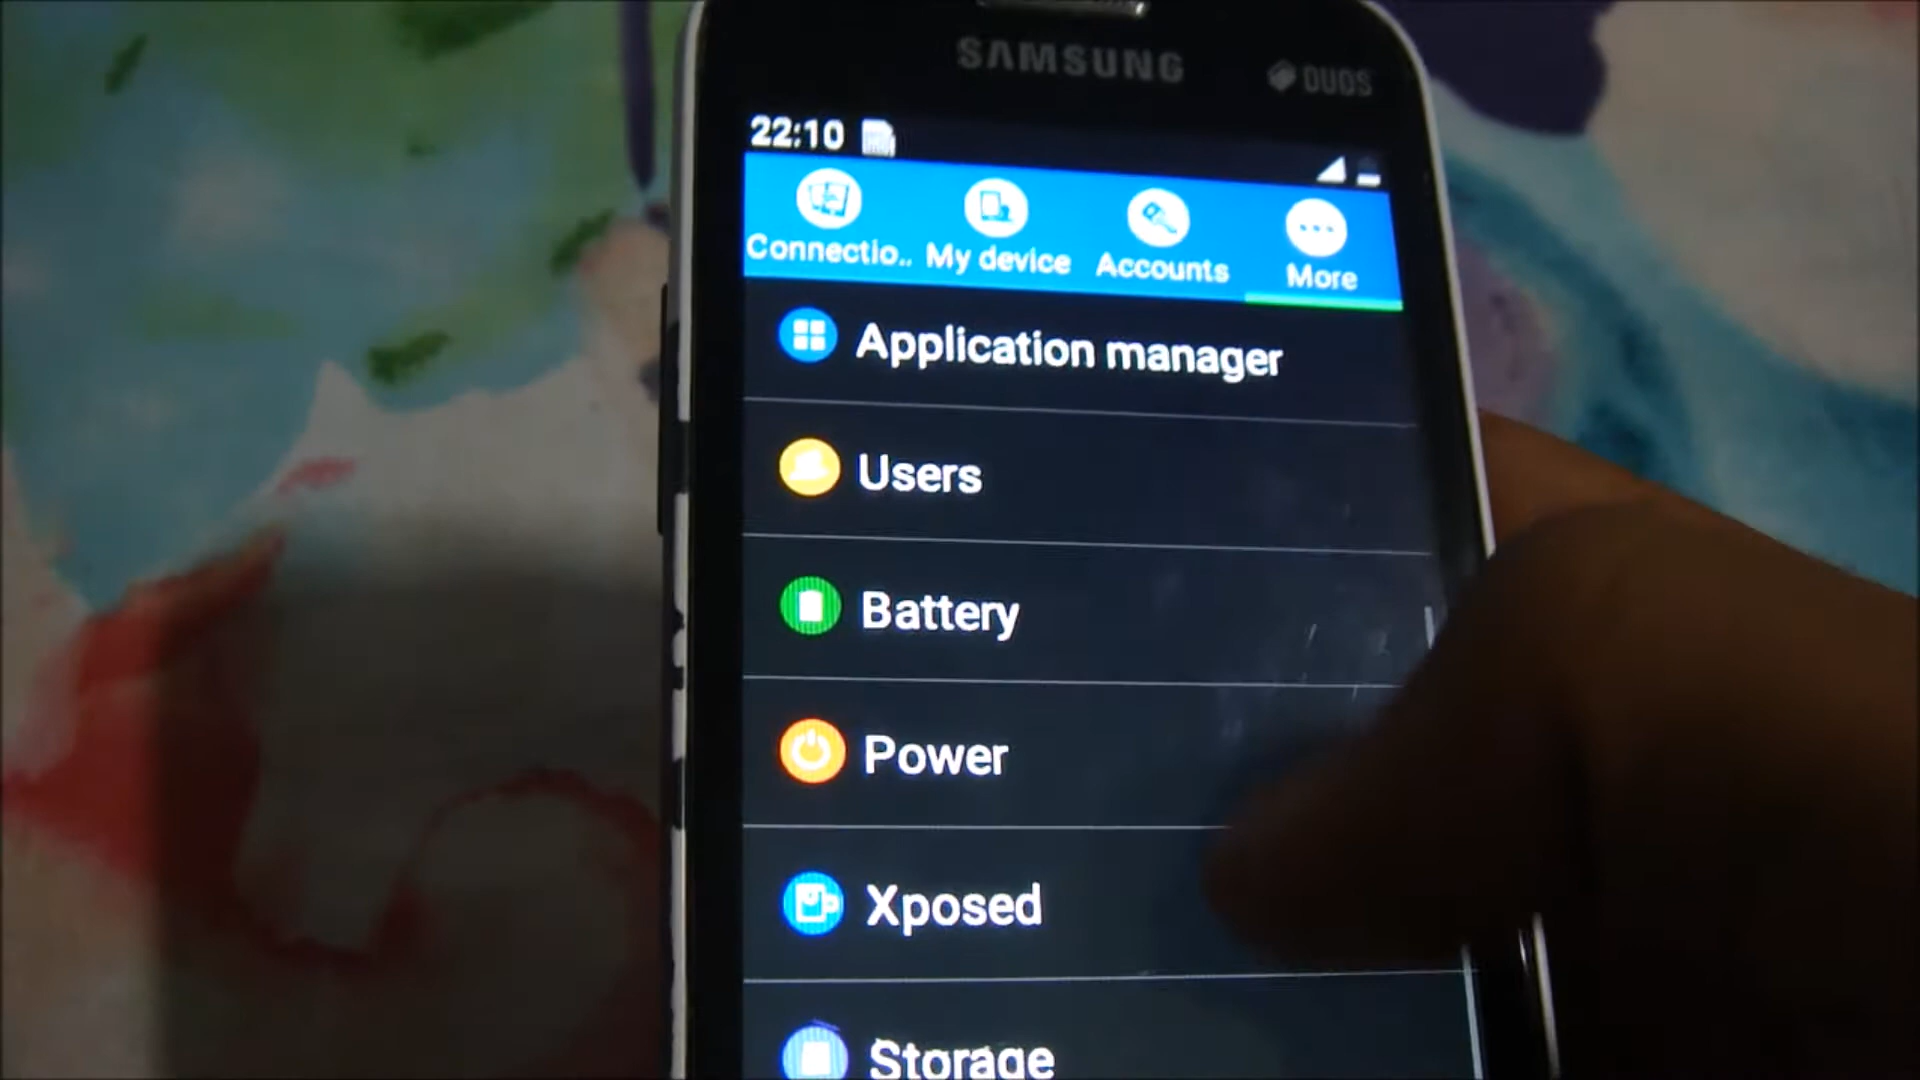 SAMSUNG
DUOS
22:10
Connectio..
My device
Accounts
More
Application manager
Users
Battery
Power
Xposed
Storage